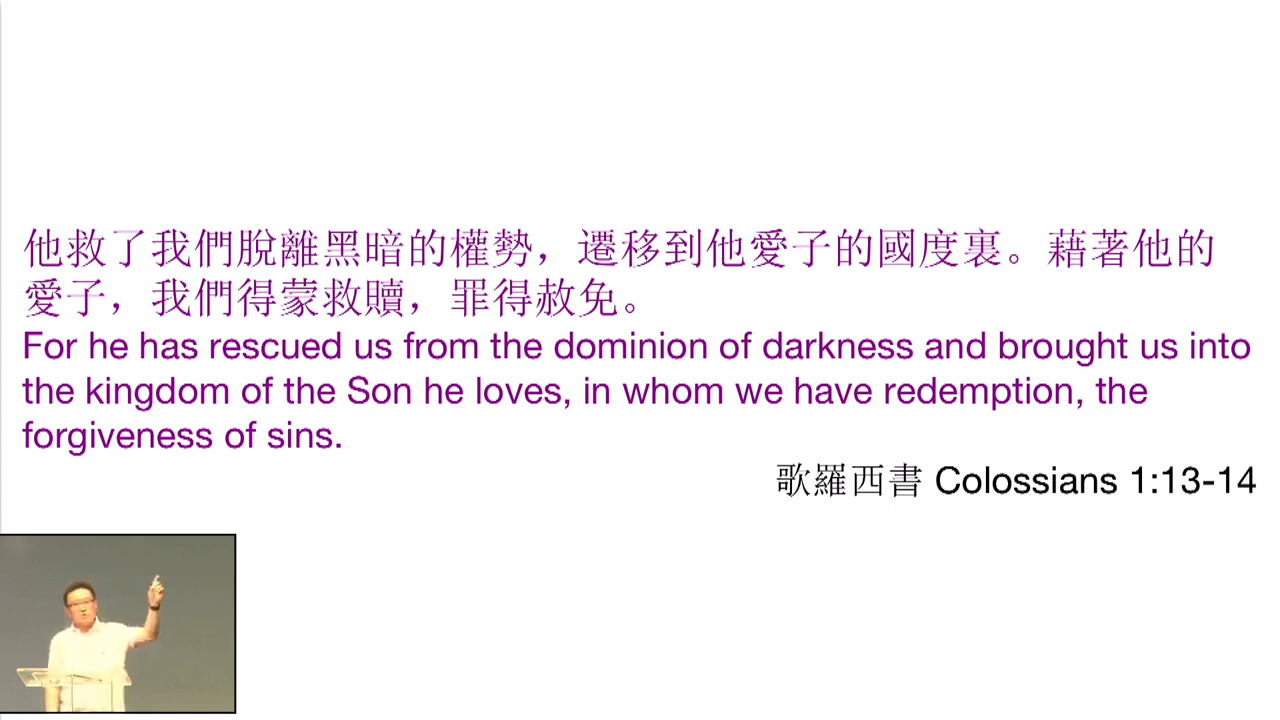 他救了我們脫離黑暗的權勢，遷移到他愛子的國度裏。藉著他的
愛子，我們得蒙救贖，罪得赦免。
For he has rescued us from the dominion of darkness and brought us into
the kingdom of the Son he loves, in whom we have redemption, the
forgiveness of sins.
歌羅西書 Colossians 1:13-14